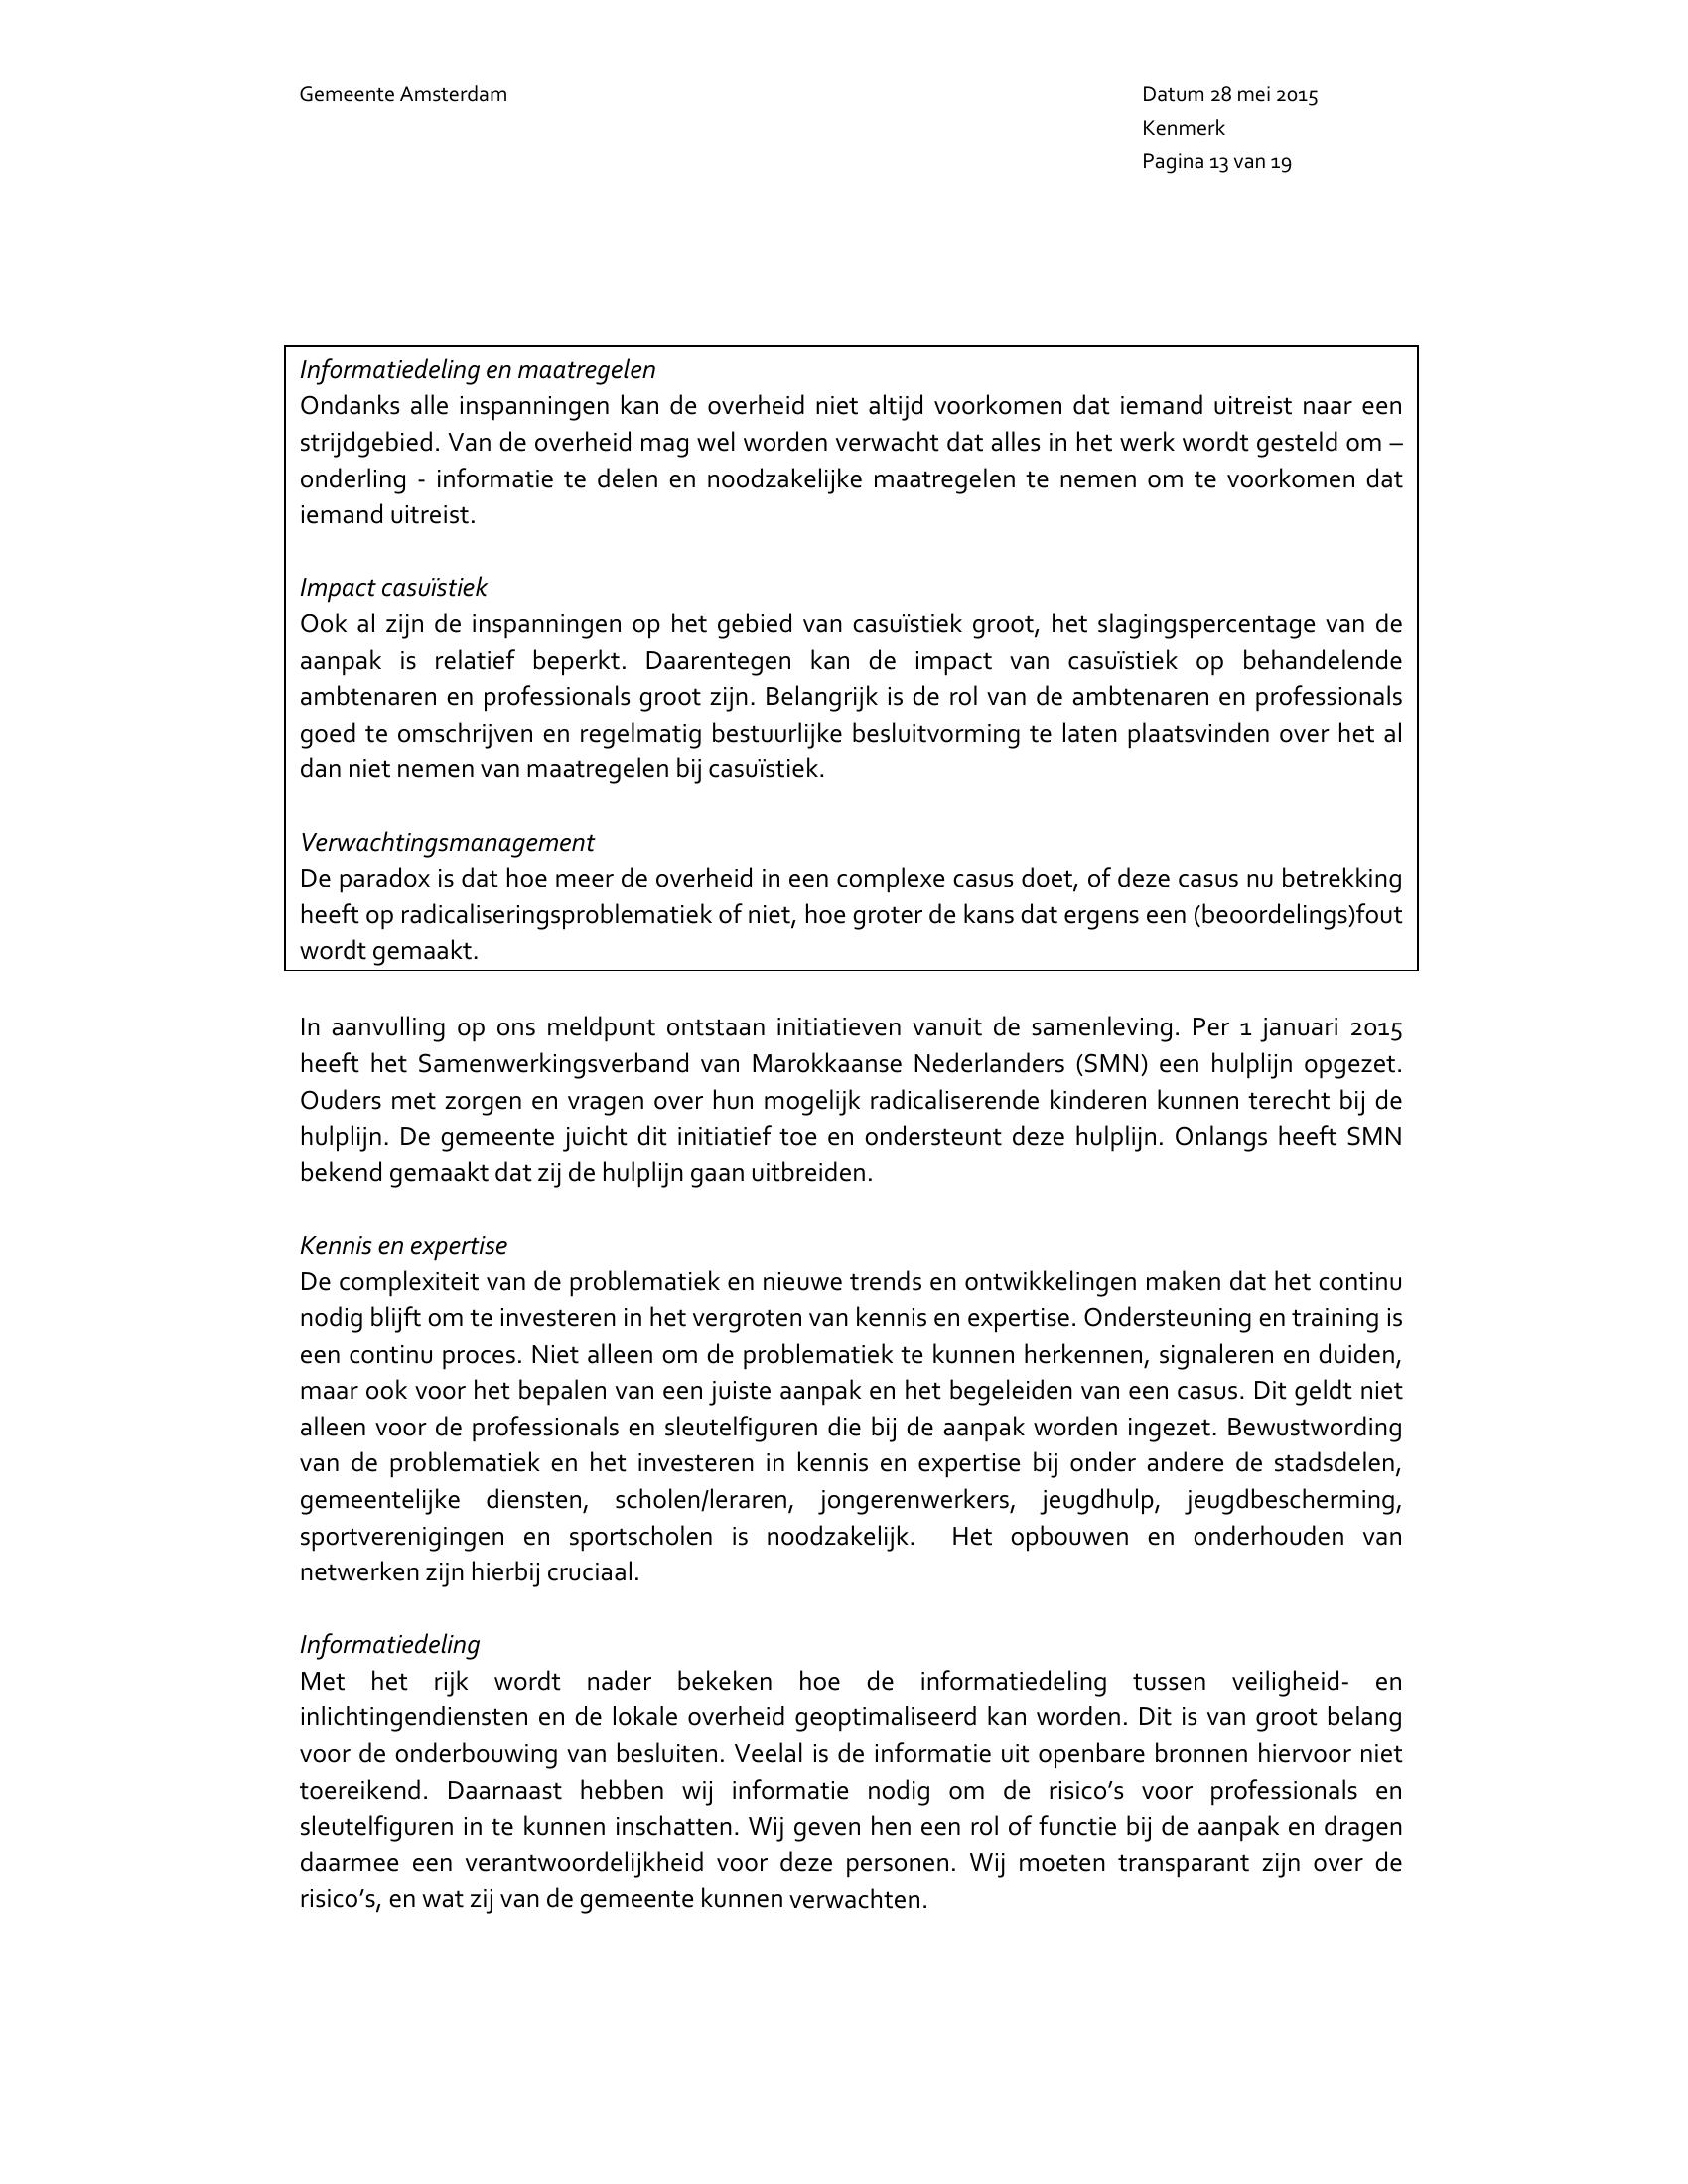 Gemeente Amsterdam
Datum 28 mei 2015
Kenmerk
Pagina 13 van 19
Informatiedeling en maatregelen
Ondanks alle inspanningen kan de overheid niet altijd voorkomen dat iemand uitreist naar een
strijdgebied. Van de overheid mag wel worden verwacht dat alles in het werk wordt gesteld om –
onderling - informatie te delen en noodzakelijke maatregelen te nemen om te voorkomen dat
iemand uitreist.
Impact casuïstiek
Ook al zijn de inspanningen op het gebied van casuïstiek groot, het slagingspercentage van de
aanpak is relatief beperkt. Daarentegen kan de impact van casuïstiek op behandelende
ambtenaren en professionals groot zijn. Belangrijk is de rol van de ambtenaren en professionals
goed te omschrijven en regelmatig bestuurlijke besluitvorming te laten plaatsvinden over het al
dan niet nemen van maatregelen bij casuïstiek.
Verwachtingsmanagement
De paradox is dat hoe meer de overheid in een complexe casus doet, of deze casus nu betrekking
heeft op radicaliseringsproblematiek of niet, hoe groter de kans dat ergens een (beoordelings)fout
wordt gemaakt.
In aanvulling op ons meldpunt ontstaan initiatieven vanuit de samenleving. Per 1 januari 2015
heeft het Samenwerkingsverband van Marokkaanse Nederlanders (SMN) een hulplijn opgezet.
Ouders met zorgen en vragen over hun mogelijk radicaliserende kinderen kunnen terecht bij de
hulplijn. De gemeente juicht dit initiatief toe en ondersteunt deze hulplijn. Onlangs heeft SMN
bekend gemaakt dat zij de hulplijn gaan uitbreiden.
Kennis en expertise
De complexiteit van de problematiek en nieuwe trends en ontwikkelingen maken dat het continu
nodig blijft om te investeren in het vergroten van kennis en expertise. Ondersteuning en training is
een continu proces. Niet alleen om de problematiek te kunnen herkennen, signaleren en duiden,
maar ook voor het bepalen van een juiste aanpak en het begeleiden van een casus. Dit geldt niet
alleen voor de professionals en sleutelfiguren die bij de aanpak worden ingezet. Bewustwording
van de problematiek en het investeren in kennis en expertise bij onder andere de stadsdelen,
gemeentelijke diensten, scholen/leraren, jongerenwerkers, jeugdhulp, jeugdbescherming,
sportverenigingen en sportscholen is noodzakelijk. Het opbouwen en onderhouden van
netwerken zijn hierbij cruciaal.
Informatiedeling
Met het rijk wordt nader bekeken hoe de informatiedeling tussen veiligheid- en
inlichtingendiensten en de lokale overheid geoptimaliseerd kan worden. Dit is van groot belang
voor de onderbouwing van besluiten. Veelal is de informatie uit openbare bronnen hiervoor niet
toereikend. Daarnaast hebben wij informatie nodig om de risico’s voor professionals en
sleutelfiguren in te kunnen inschatten. Wij geven hen een rol of functie bij de aanpak en dragen
daarmee een verantwoordelijkheid voor deze personen. Wij moeten transparant zijn over de
risico’s, en wat zij van de gemeente kunnen verwachten.